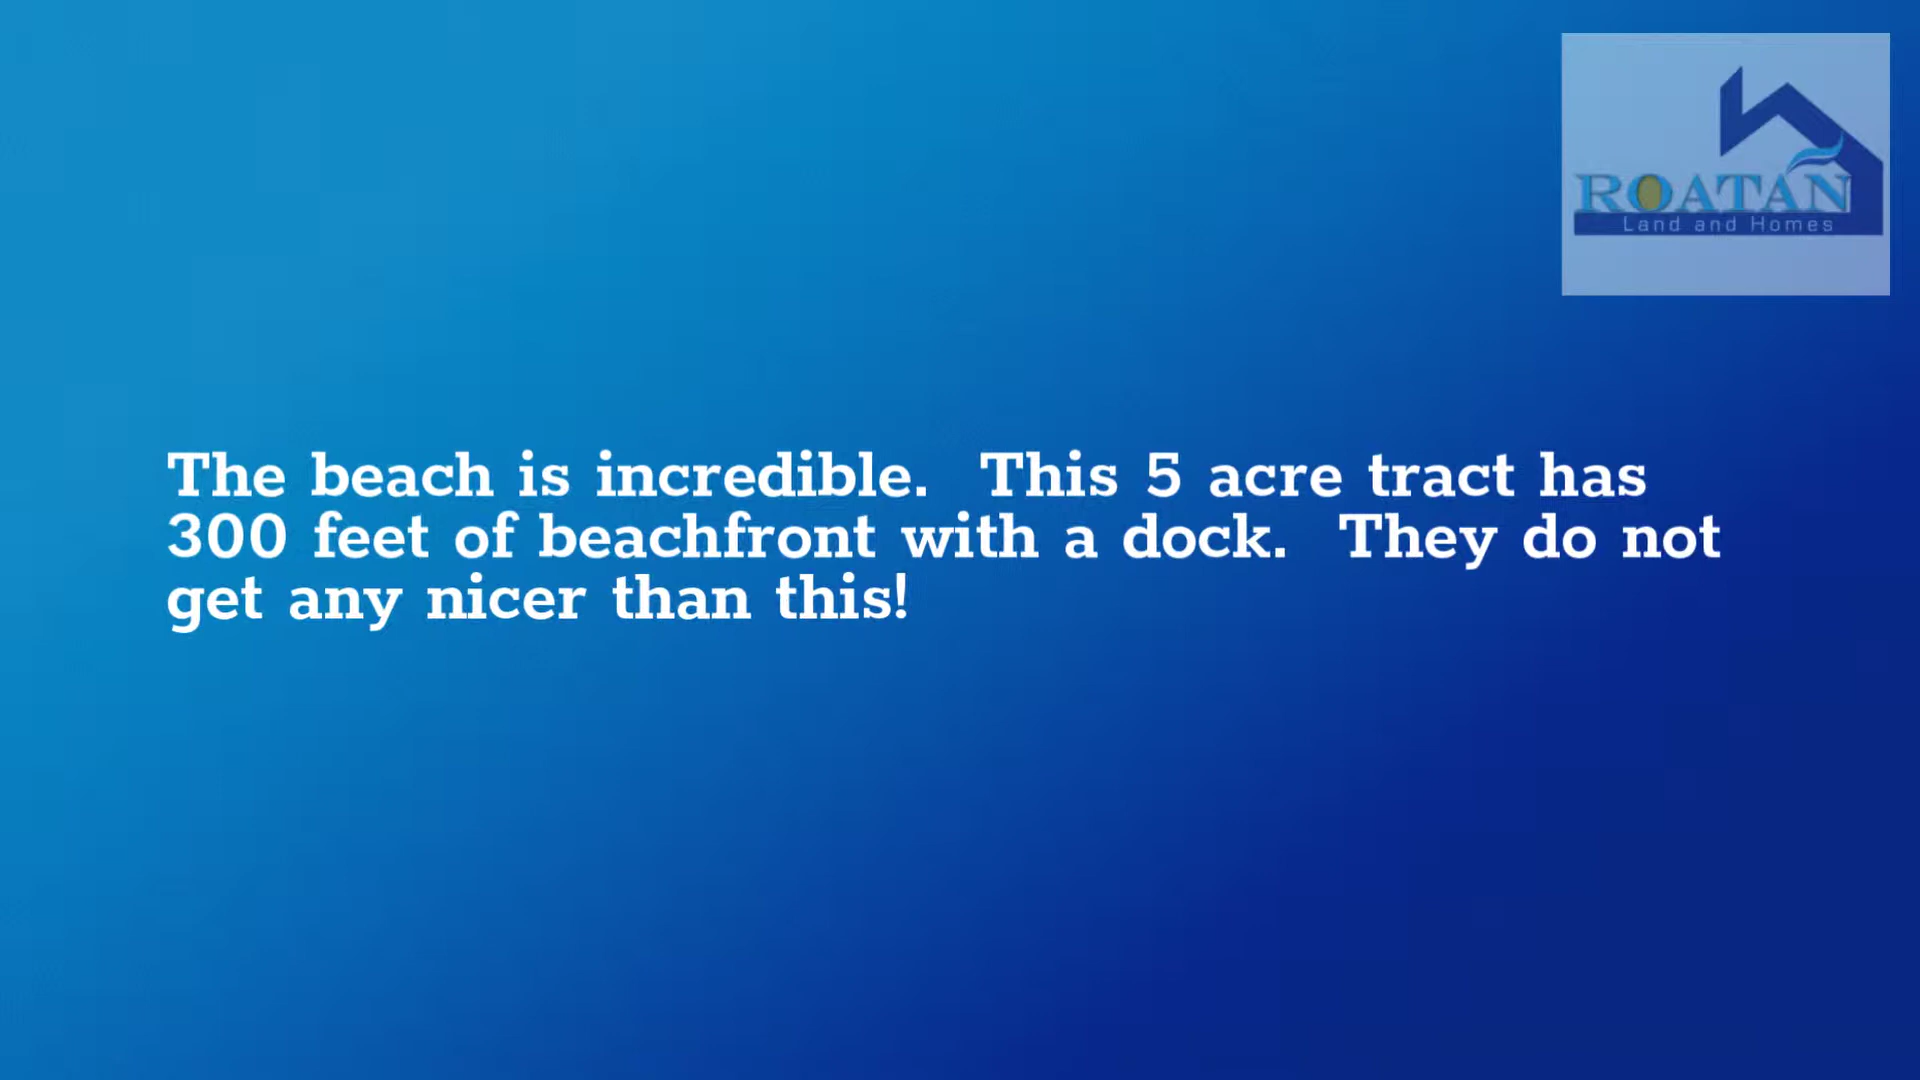 ROATAN
Land and Homes
The beach is incredible.  This 5 acre tract has
300 feet of beachfront with a dock.  They do not
get any nicer than this!